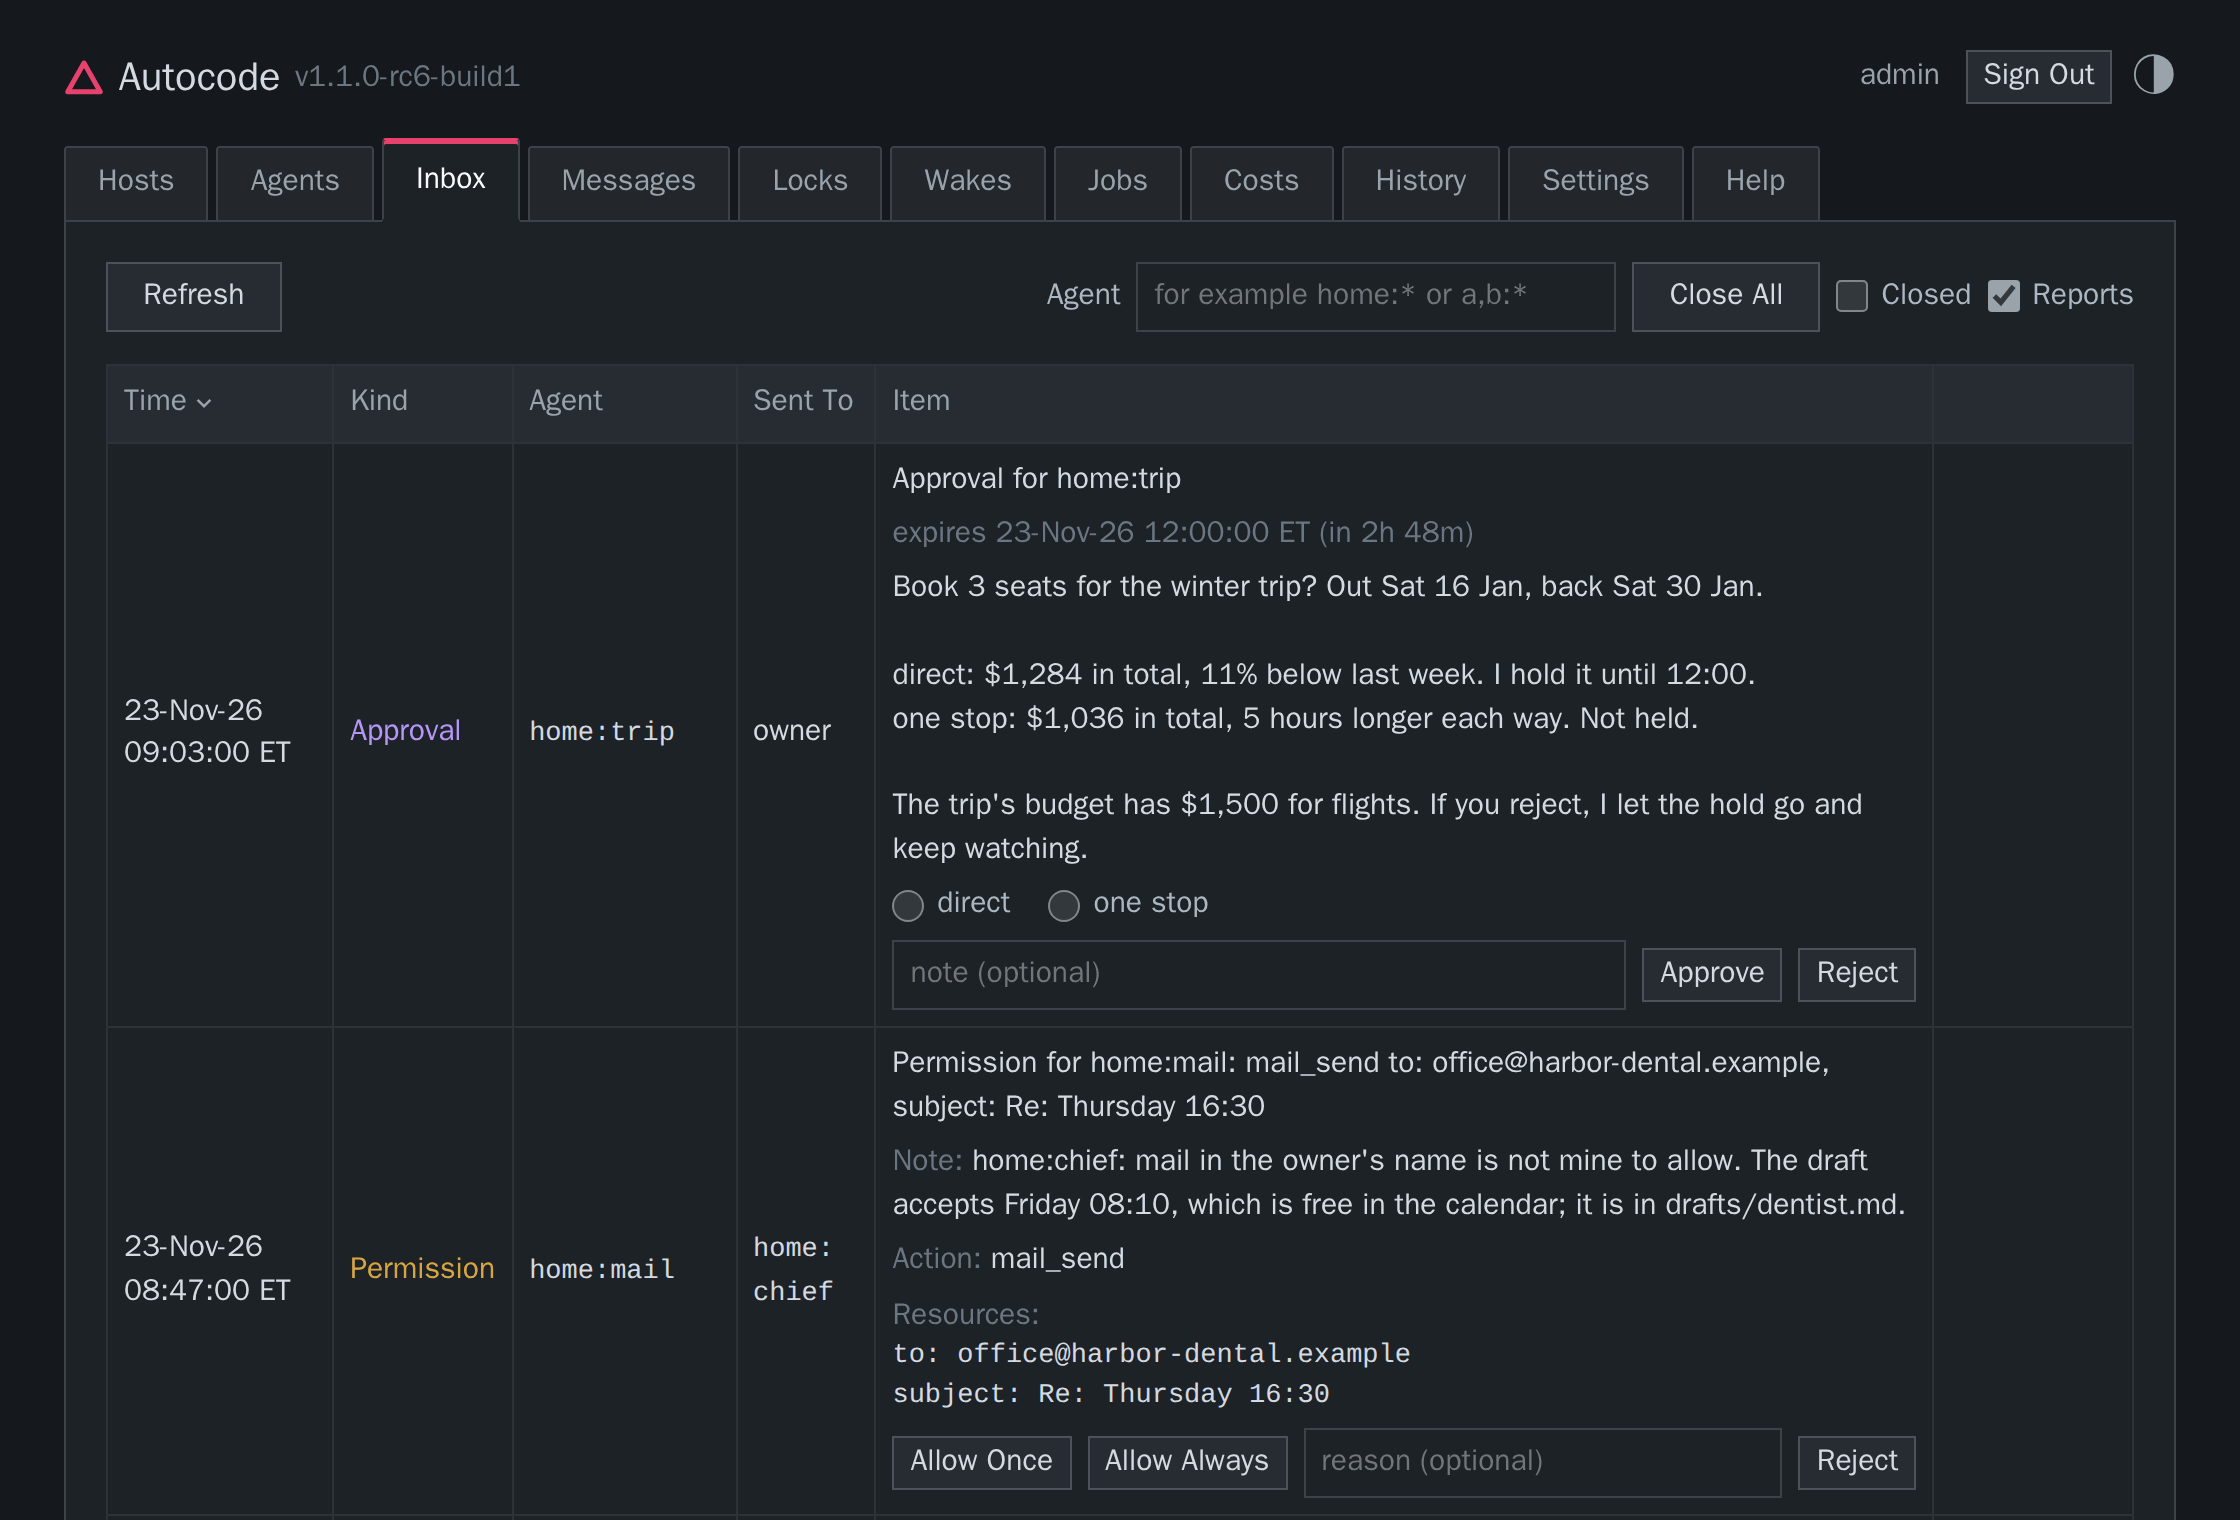 Autocode v1.1.0-rc6-build1
admin
Sign Out
Hosts
Agents
Inbox
Messages
Locks
Wakes
Jobs
Costs
History
Settings
Help
Refresh
Agent
for example home:* or a,b:*
Close All
Closed
Reports
Time
Kind
Agent
Sent To
Item
23-Nov-26
09:03:00 ET
Approval
home:trip
owner
Approval for home:trip
expires 23-Nov-26 12:00:00 ET (in 2h 48m)
Book 3 seats for the winter trip? Out Sat 16 Jan, back Sat 30 Jan.
direct: $1,284 in total, 11% below last week. I hold it until 12:00.
one stop: $1,036 in total, 5 hours longer each way. Not held.
The trip's budget has $1,500 for flights. If you reject, I let the hold go and
keep watching.
direct
one stop
note (optional)
Approve
Reject
23-Nov-26
08:47:00 ET
Permission
home:mail
home:
chief
Permission for home:mail: mail_send to: office@harbor-dental.example,
subject: Re: Thursday 16:30
Note: home:chief: mail in the owner's name is not mine to allow. The draft
accepts Friday 08:10, which is free in the calendar; it is in drafts/dentist.md.
Action: mail_send
Resources:
to: office@harbor-dental.example
subject: Re: Thursday 16:30
Allow Once
Allow Always
reason (optional)
Reject